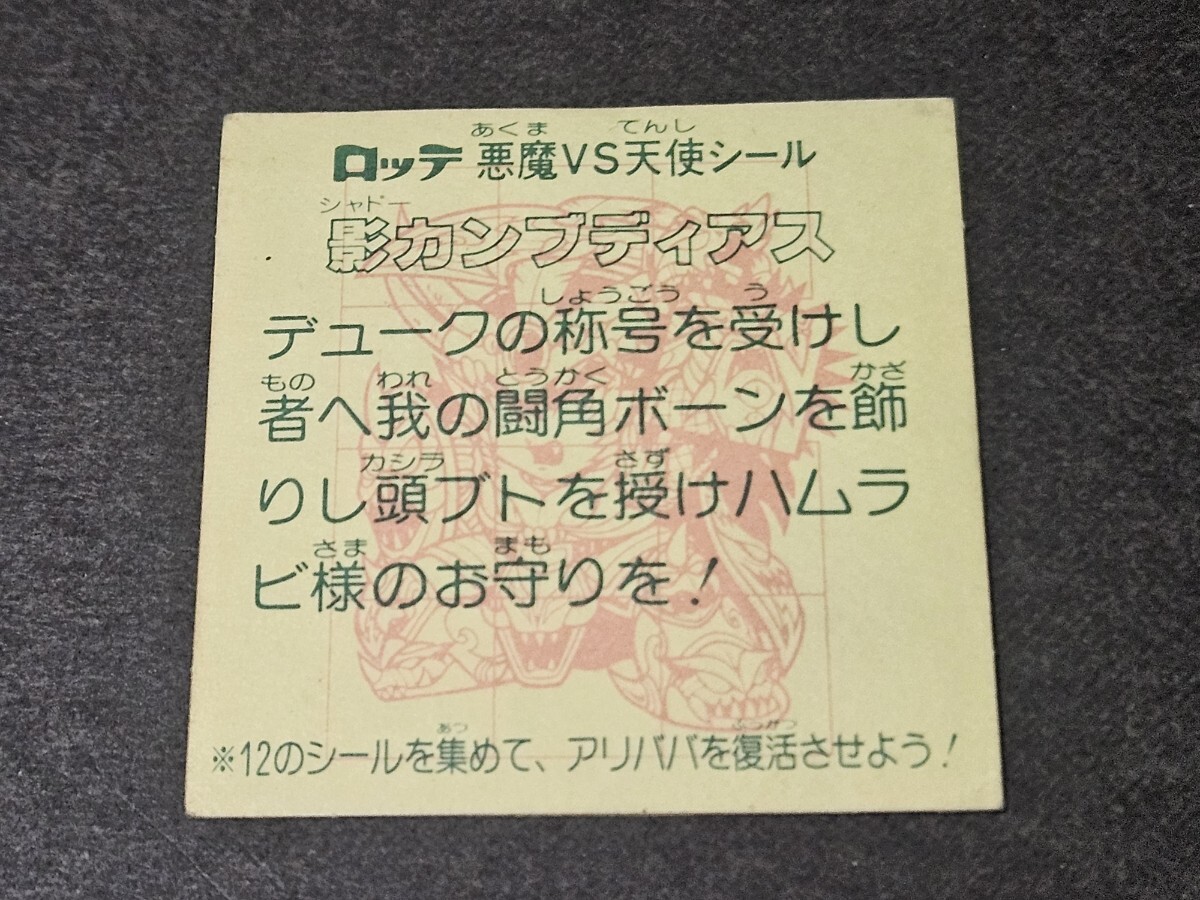 ロッテ 悪魔VS天使シール
影カンブディアス
デュークの称号を受けし
者へ我の闘角ボーンを飾
りし頭ブトを授けハムラ
ビ様のお守りを!
※12のシールを集めて、アリババを復活させよう!